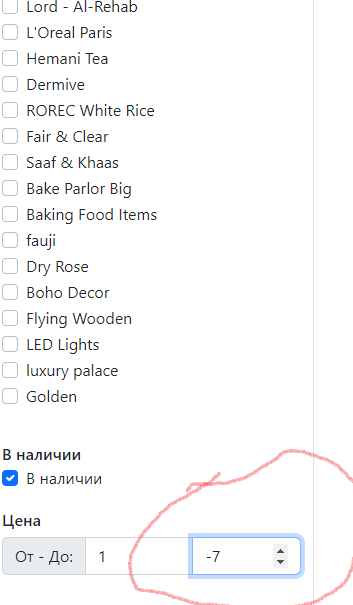 Lord - Al-Rehab
L'Oreal Paris
Hemani Tea
Dermive
ROREC White Rice
Fair & Clear
Saaf & Khaas
Bake Parlor Big
Baking Food Items
fauji
Dry Rose
Boho Decor
Flying Wooden
LED Lights
luxury palace
Golden
В наличии
В наличии
Цена
От - До: 1 -7